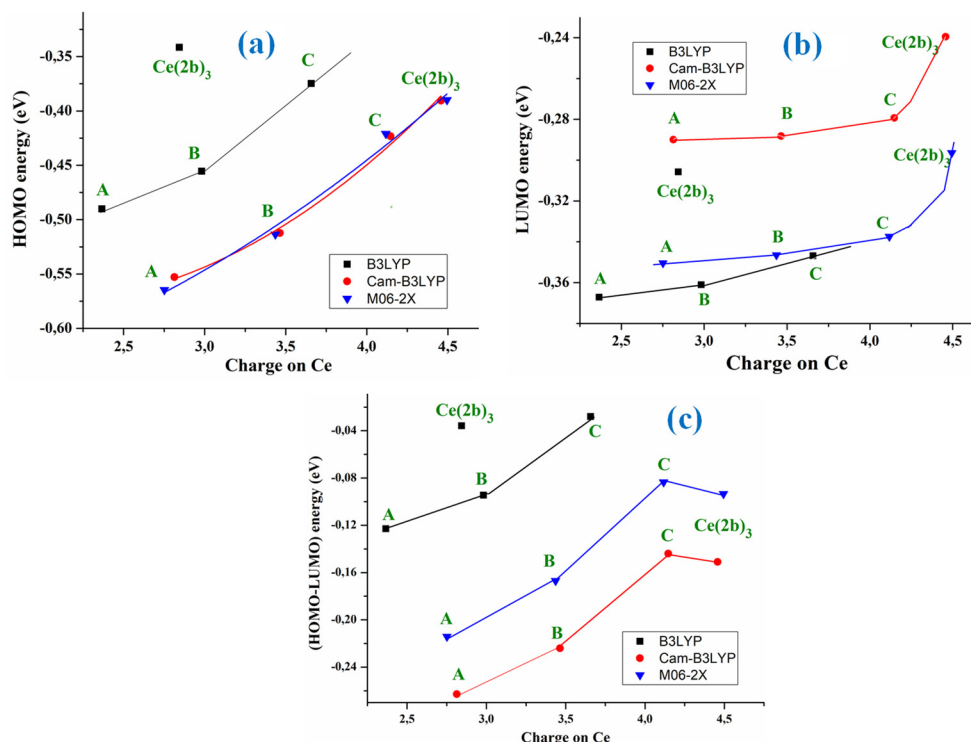 (a)
HOMO energy (eV)
-0,35
-0,40
-0,45
-0,50
-0,55
-0,60
Ce(2b)3
C
Ce(2b)3
B
C
A
B
A
B3LYP
Cam-B3LYP
M06-2X
2,5 3,0 3,5 4,0 4,5
Charge on Ce
(b)
LUMO energy (eV)
-0,24
-0,28
-0,32
-0,36
B3LYP
Cam-B3LYP
M06-2X
Ce(2b)3
A
B
C
Ce(2b)3
Ce(2b)3
A
B
C
A
B
C
2,5 3,0 3,5 4,0 4,5
Charge on Ce
(c)
(HOMO-LUMO) energy (eV)
-0,04
-0,08
-0,12
-0,16
-0,20
-0,24
Ce(2b)3
C
B
A
C
Ce(2b)3
C
B
A
B
A
B3LYP
Cam-B3LYP
M06-2X
2,5 3,0 3,5 4,0 4,5
Charge on Ce